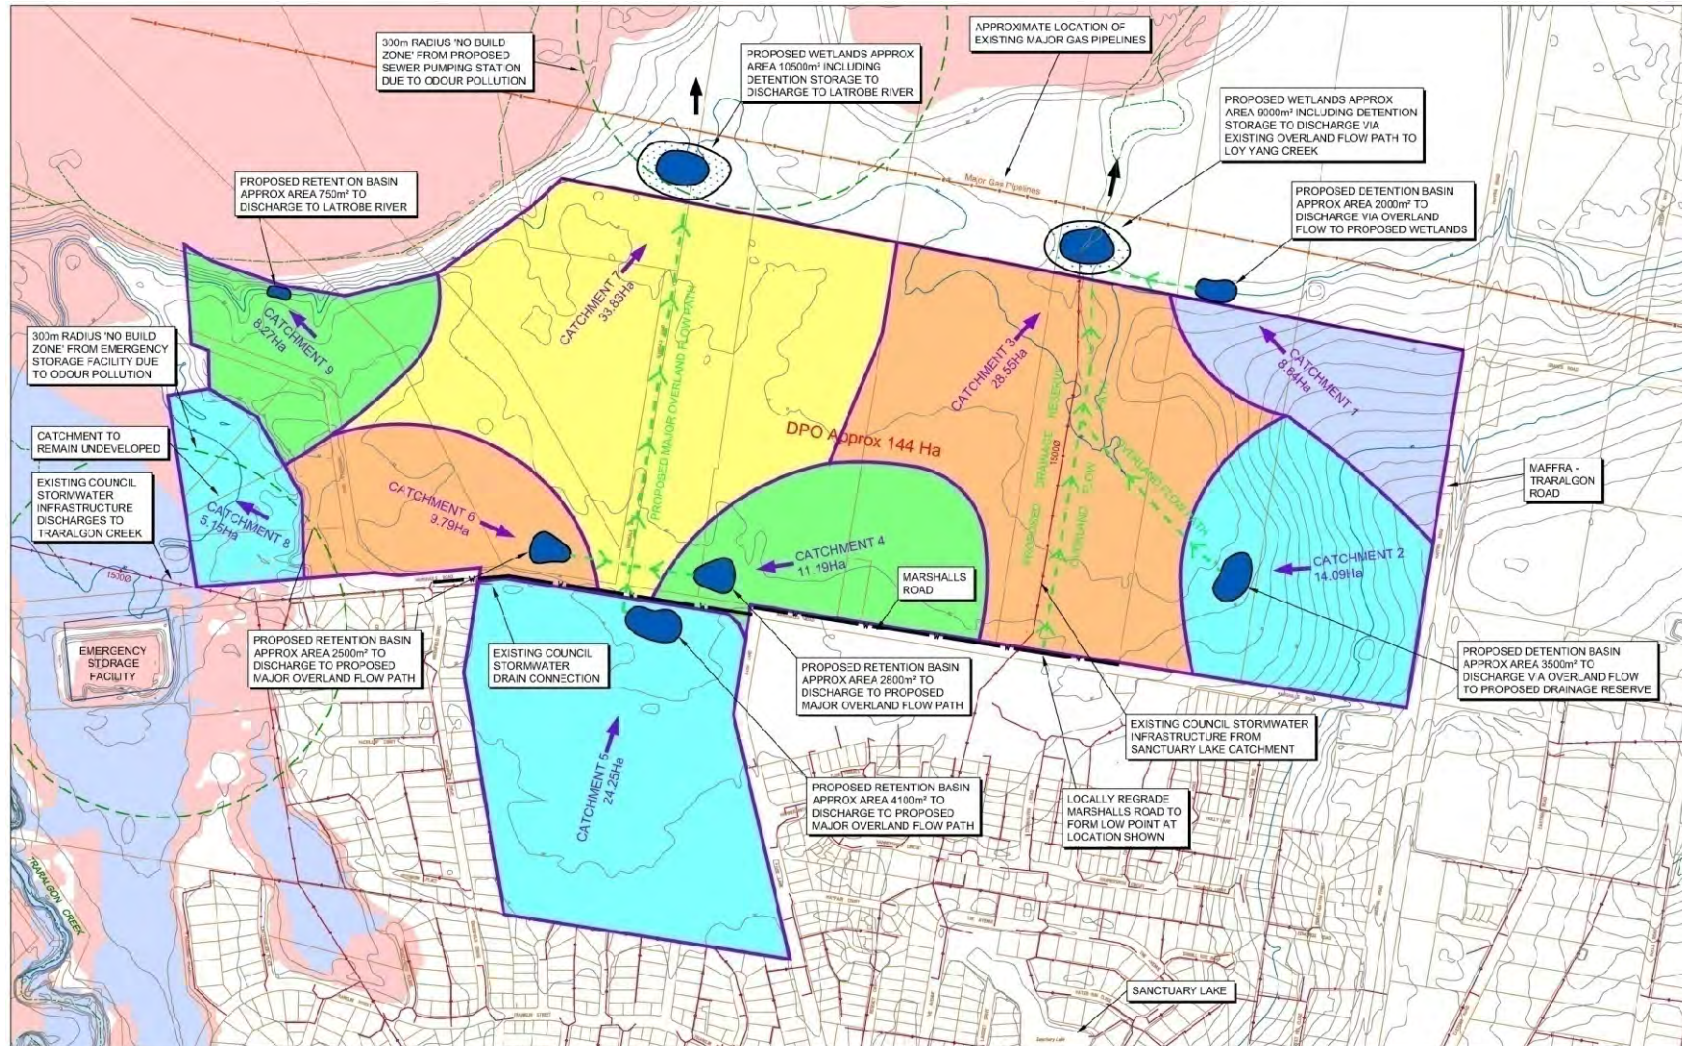 300m RADIUS 'NO BUILD
ZONE' FROM PROPOSED
SEWER PUMPING STATION
DUE TO ODOUR POLLUTION
PROPOSED WETLANDS APPROX
AREA 10500m² INCLUDING
DETENTION STORAGE TO
DISCHARGE TO LATROBE RIVER
APPROXIMATE LOCATION OF
EXISTING MAJOR GAS PIPELINES
PROPOSED WETLANDS APPROX
AREA 9000m² INCLUDING DETENTION
STORAGE TO DISCHARGE VIA
EXISTING OVERLAND FLOW PATH TO
LOY YANG CREEK
PROPOSED RETENTION BASIN
APPROX AREA 750m² TO
DISCHARGE TO LATROBE RIVER
Major Gas Pipelines
PROPOSED DETENTION BASIN
APPROX AREA 2000m² TO
DISCHARGE VIA OVERLAND
FLOW TO PROPOSED WETLANDS
300m RADIUS 'NO BUILD
ZONE' FROM EMERGENCY
STORAGE FACILITY DUE
TO ODOUR POLLUTION
CATCHMENT 9
8.27Ha
CATCHMENT 7
33.83Ha
PROPOSED MAJOR OVERLAND FLOW PATH
CATCHMENT 3
28.55Ha
PROPOSED DRAINAGE RESERVE
OVERLAND FLOW PATH
1500Ø
OVERLAND FLOW PATH
CATCHMENT 1
8.64Ha
DPO Approx 144 Ha
CATCHMENT TO
REMAIN UNDEVELOPED
EXISTING COUNCIL
STORMWATER
INFRASTRUCTURE
DISCHARGES TO
TRARALGON CREEK
CATCHMENT 8
5.15Ha
CATCHMENT 6
9.79Ha
CATCHMENT 4
11.19Ha
CATCHMENT 2
14.09Ha
MAFFRA -
TRARALGON
ROAD
1500Ø
MARSHALLS
ROAD
EMERGENCY
STORAGE
FACILITY
PROPOSED RETENTION BASIN
APPROX AREA 2500m² TO
DISCHARGE TO PROPOSED
MAJOR OVERLAND FLOW PATH
EXISTING COUNCIL
STORMWATER
DRAIN CONNECTION
PROPOSED RETENTION BASIN
APPROX AREA 2800m² TO
DISCHARGE TO PROPOSED
MAJOR OVERLAND FLOW PATH
PROPOSED DETENTION BASIN
APPROX AREA 3500m² TO
DISCHARGE VIA OVERLAND FLOW
TO PROPOSED DRAINAGE RESERVE
EXISTING COUNCIL STORMWATER
INFRASTRUCTURE FROM
SANCTUARY LAKE CATCHMENT
CATCHMENT 5
24.25Ha
PROPOSED RETENTION BASIN
APPROX AREA 4100m² TO
DISCHARGE TO PROPOSED
MAJOR OVERLAND FLOW PATH
LOCALLY REGRADE
MARSHALLS ROAD TO
FORM LOW POINT AT
LOCATION SHOWN
TRARALGON CREEK
SANCTUARY LAKE
FRANKLIN STREET
Sanctuary Lake